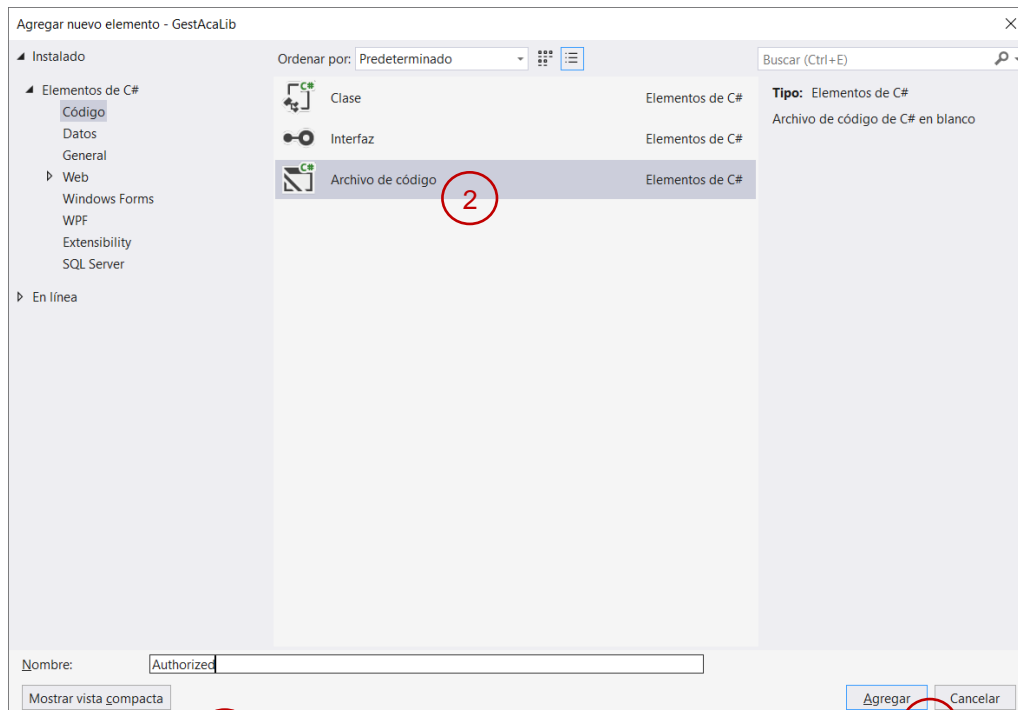 Agregar nuevo elemento - GestAcaLib
Instalado
Ordenar por: Predeterminado
Buscar (Ctrl+E)
Elementos de C#
Código
Datos
General
Web
Windows Forms
WPF
Extensibility
SQL Server
En línea
Clase Elementos de C#
Interfaz Elementos de C#
Archivo de código Elementos de C#
2
Tipo: Elementos de C#
Archivo de código de C# en blanco
Nombre: Authorized
Mostrar vista compacta
Agregar Cancelar